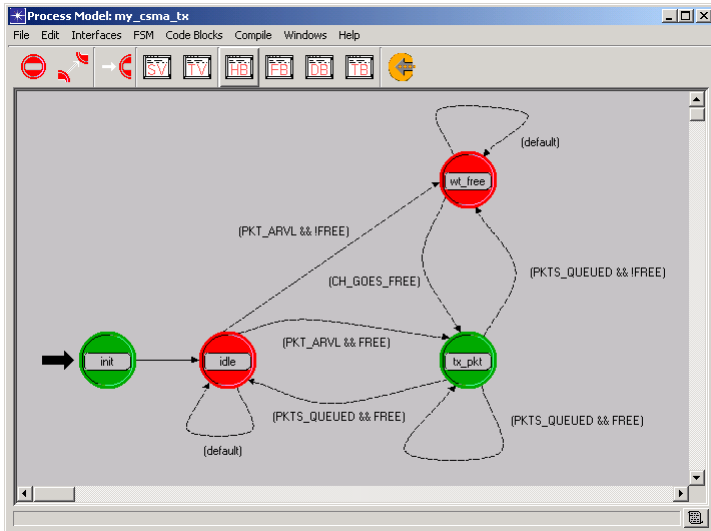 Process Model: my_csma_tx
File Edit Interfaces FSM Code Blocks Compile Windows Help
SV TV HB FB DB TB
(default)
wt_free
(PKT_ARVL && !FREE)
(CH_GOES_FREE)
(PKTS_QUEUED && !FREE)
(PKT_ARVL && FREE)
init
idle
tx_pkt
(PKTS_QUEUED && FREE)
(PKTS_QUEUED && FREE)
(default)